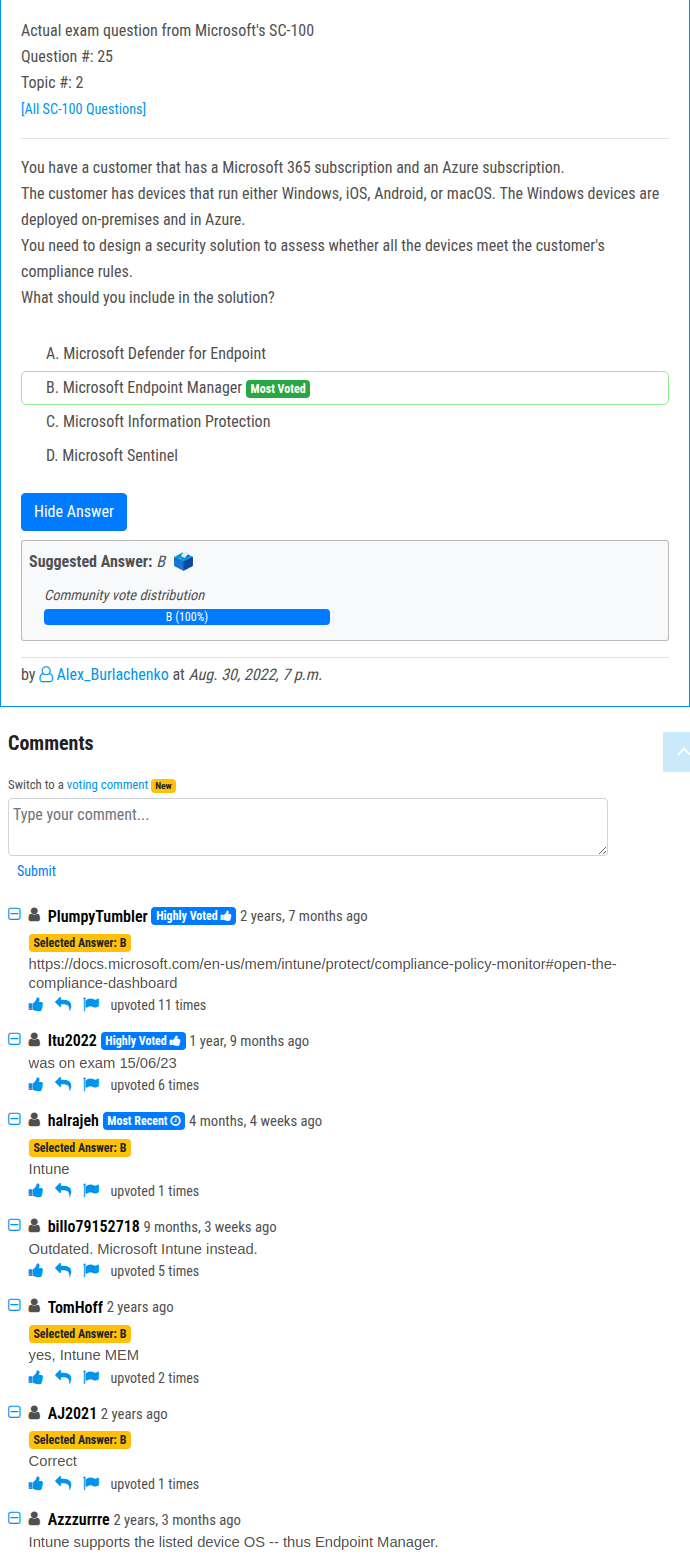 Actual exam question from Microsoft's SC-100
Question #: 25
Topic #: 2
[All SC-100 Questions]
You have a customer that has a Microsoft 365 subscription and an Azure subscription.
The customer has devices that run either Windows, iOS, Android, or macOS. The Windows devices are
deployed on-premises and in Azure.
You need to design a security solution to assess whether all the devices meet the customer's
compliance rules.
What should you include in the solution?
A. Microsoft Defender for Endpoint
B. Microsoft Endpoint Manager Most Voted
C. Microsoft Information Protection
D. Microsoft Sentinel
Hide Answer
Suggested Answer: B
Community vote distribution
B (100%)
by Alex_Burlachenko at Aug. 30, 2022, 7 p.m.
Comments
Switch to a voting comment New
Type your comment...
Submit
PlumpyTumbler Highly Voted 2 years, 7 months ago
Selected Answer: B
https://docs.microsoft.com/en-us/mem/intune/protect/compliance-policy-monitor#open-the-
compliance-dashboard
upvoted 11 times
Itu2022 Highly Voted 1 year, 9 months ago
was on exam 15/06/23
upvoted 6 times
halrajeh Most Recent 4 months, 4 weeks ago
Selected Answer: B
Intune
upvoted 1 times
billo79152718 9 months, 3 weeks ago
Outdated. Microsoft Intune instead.
upvoted 5 times
TomHoff 2 years ago
Selected Answer: B
yes, Intune MEM
upvoted 2 times
AJ2021 2 years ago
Selected Answer: B
Correct
upvoted 1 times
Azzzurrre 2 years, 3 months ago
Intune supports the listed device OS -- thus Endpoint Manager.